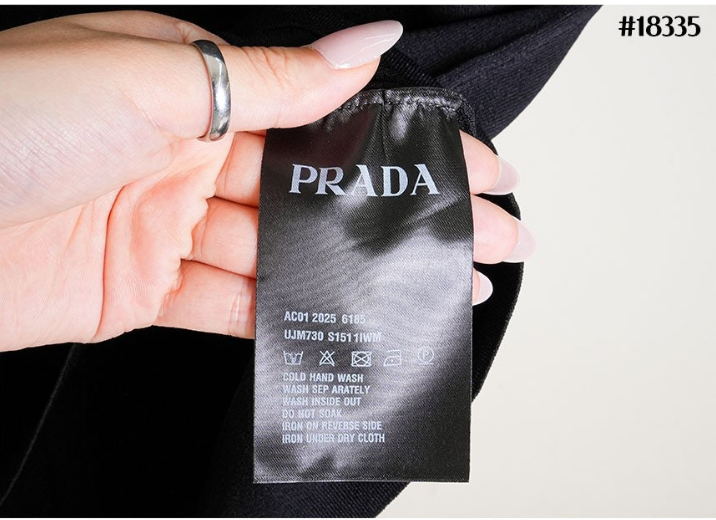 #18335
PRADA
AC01 2025 6185
UJM730 S1511IWM
COLD HAND WASH
WASH SEP ARATELY
WASH INSIDE OUT
DO NOT SOAK
IRON ON REVERSE SIDE
IRON UNDER DRY CLOTH